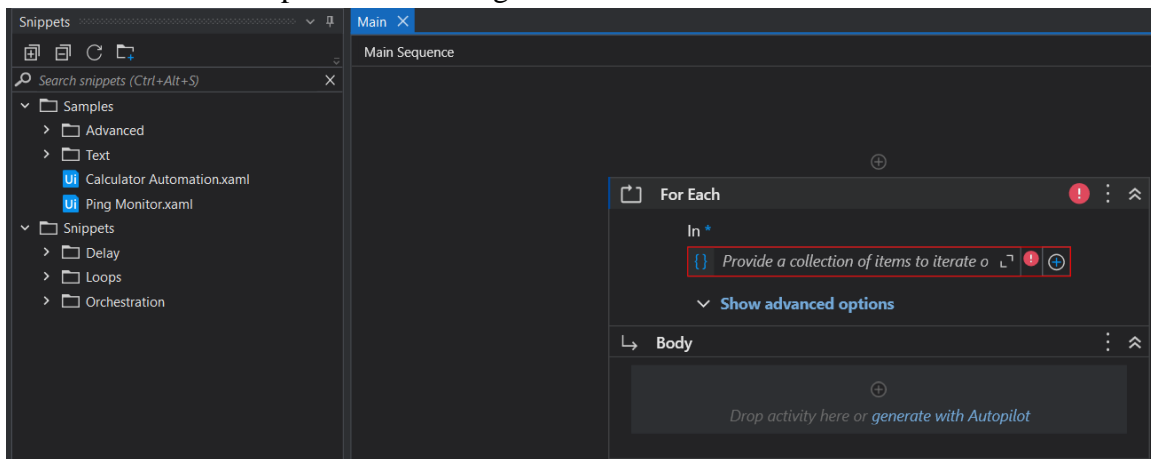 Snippets
Search snippets (Ctrl+Alt+S)
Samples
Advanced
Text
Ui Calculator Automation.xaml
Ui Ping Monitor.xaml
Snippets
Delay
Loops
Orchestration
Main
Main Sequence
For Each
In *
{} Provide a collection of items to iterate o
Show advanced options
Body
Drop activity here or generate with Autopilot